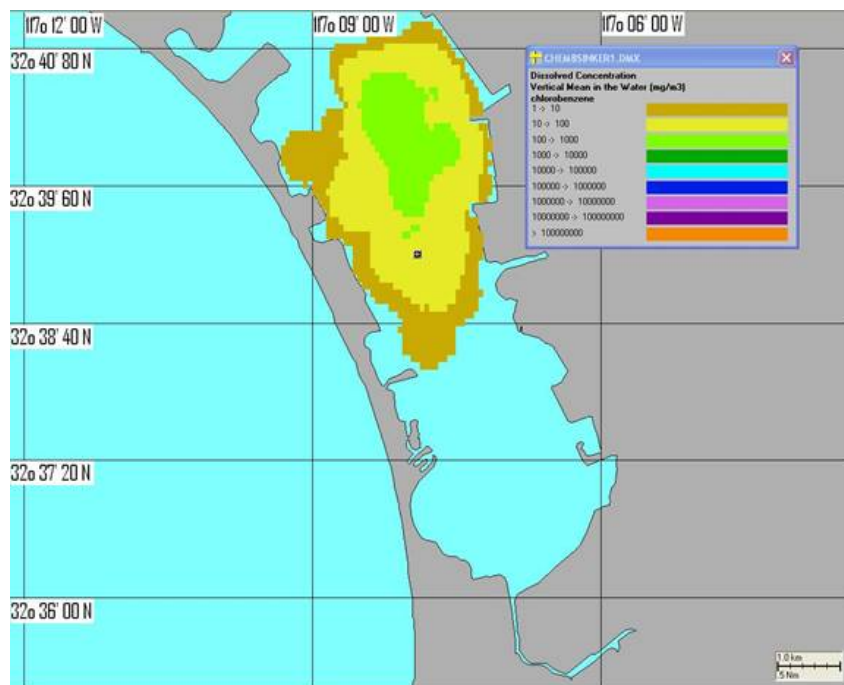 117o 12' 00 W
117o 09' 00 W
117o 06' 00 W
32o 40' 80 N
32o 39' 60 N
32o 38' 40 N
32o 37' 20 N
32o 36' 00 N
CHEMBSINKER1.DMX
Dissolved Concentration
Vertical Mean in the Water (mg/m3)
chlorobenzene
1 -> 10
10 -> 100
100 -> 1000
1000 -> 10000
10000 -> 100000
100000 -> 1000000
1000000 -> 10000000
10000000 -> 100000000
> 100000000
1.0 km
.5 Nm